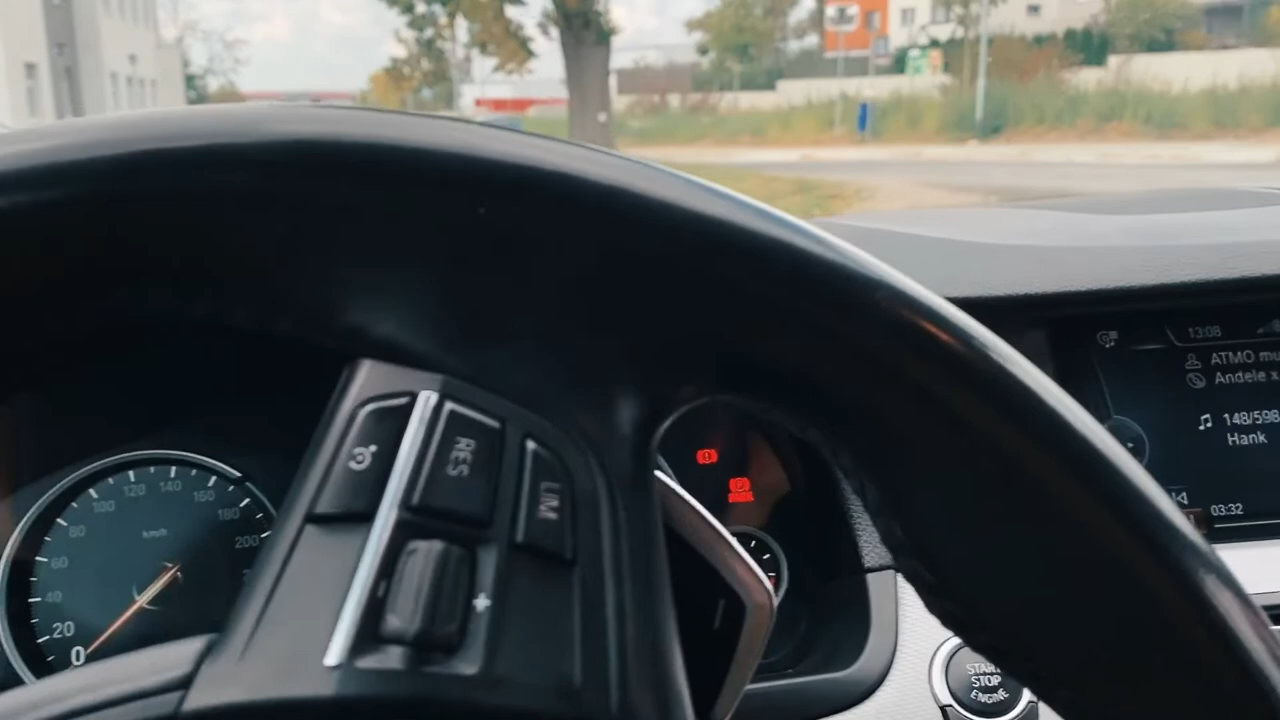 13:08
ATMO mu
Andele x
148/598
Hank
03:32
RES
LIM
km/h
0
20
40
60
80
100
120
140
160
180
200
START
STOP
ENGINE